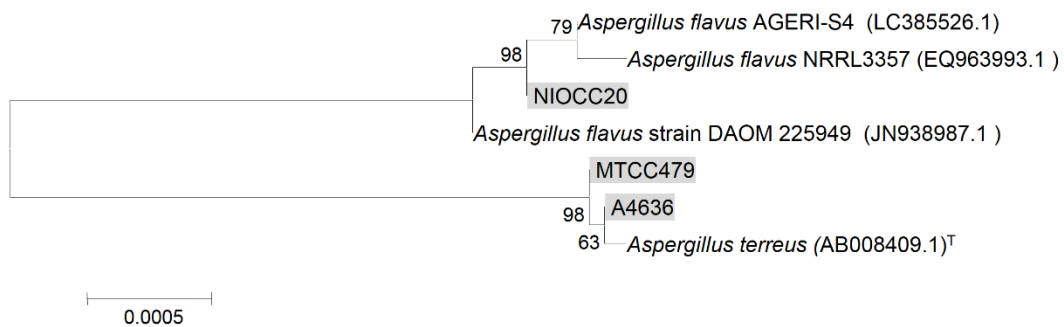 79 Aspergillus flavus AGERI-S4 (LC385526.1)
98 Aspergillus flavus NRRL3357 (EQ963993.1 )
NIOCC20
Aspergillus flavus strain DAOM 225949 (JN938987.1 )
MTCC479
98 A4636
63 Aspergillus terreus (AB008409.1)ᵀ
0.0005